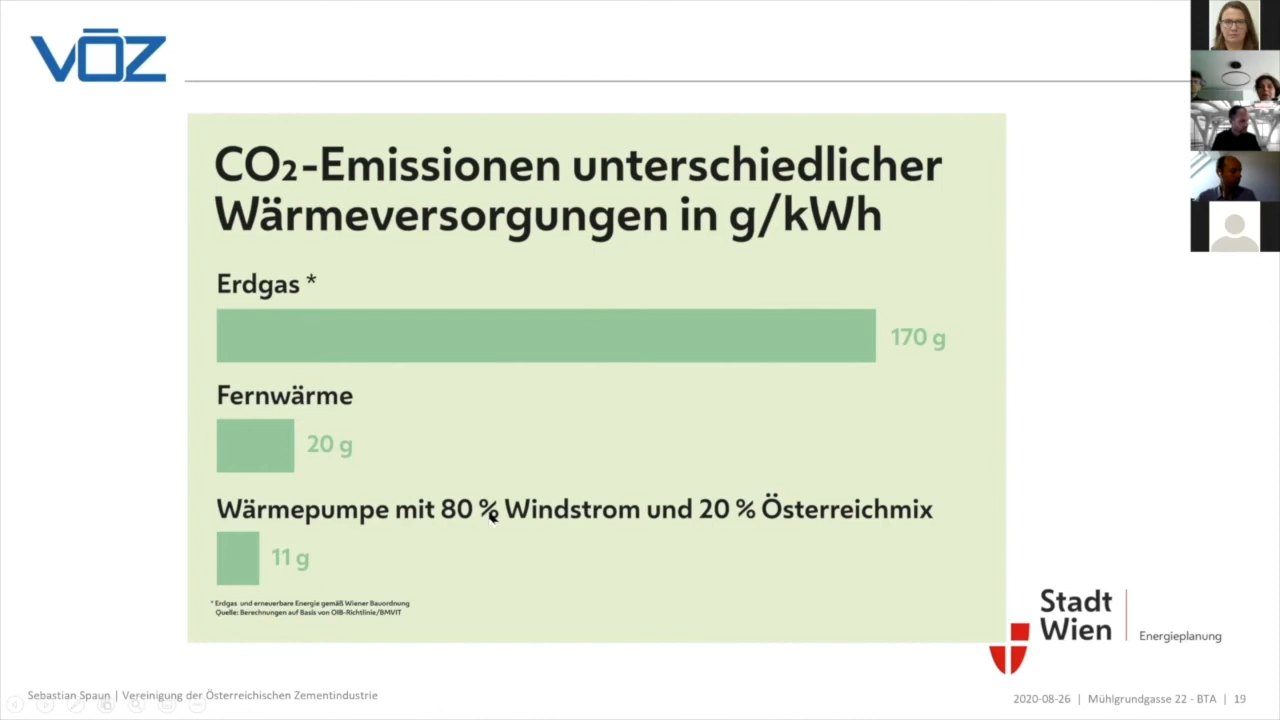 VŌZ
CO₂-Emissionen unterschiedlicher
Wärmeversorgungen in g/kWh
Erdgas *
170 g
Fernwärme
20 g
Wärmepumpe mit 80 % Windstrom und 20 % Österreichmix
11 g
* Erdgas und erneuerbare Energie gemäß Wiener Bauordnung
Quelle: Berechnungen auf Basis von OIB-Richtlinie/BMVIT
Stadt
Wien
Energieplanung
Sebastian Spaun | Vereinigung der Österreichischen Zementindustrie
2020-08-26 | Mühlgrundgasse 22 - BTA | 19